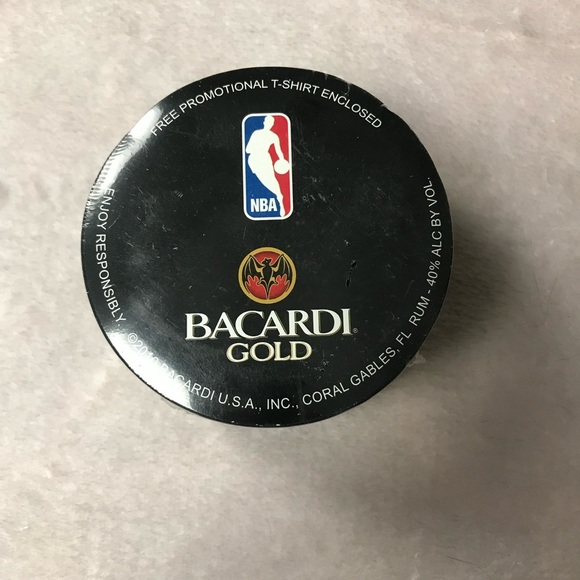 FREE PROMOTIONAL T-SHIRT ENCLOSED
NBA
BACARDI
GOLD
ENJOY RESPONSIBLY
BACARDI U.S.A., INC., CORAL GABLES, FL RUM - 40% ALC BY VOL.